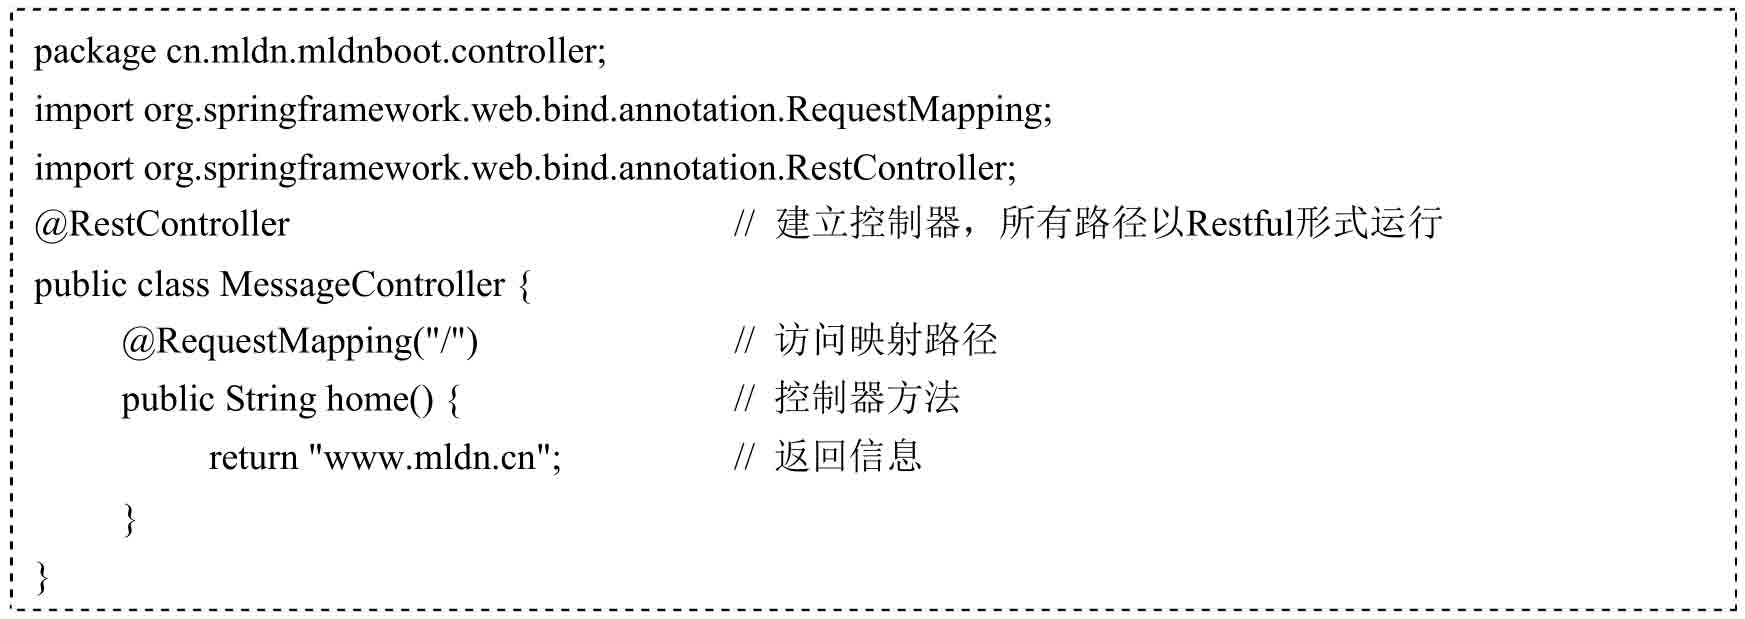 package cn.mldn.mldnboot.controller;
import org.springframework.web.bind.annotation.RequestMapping;
import org.springframework.web.bind.annotation.RestController;
@RestController // 建立控制器，所有路径以Restful形式运行
public class MessageController {
@RequestMapping("/") // 访问映射路径
public String home() { // 控制器方法
return "www.mldn.cn"; // 返回信息
}
}